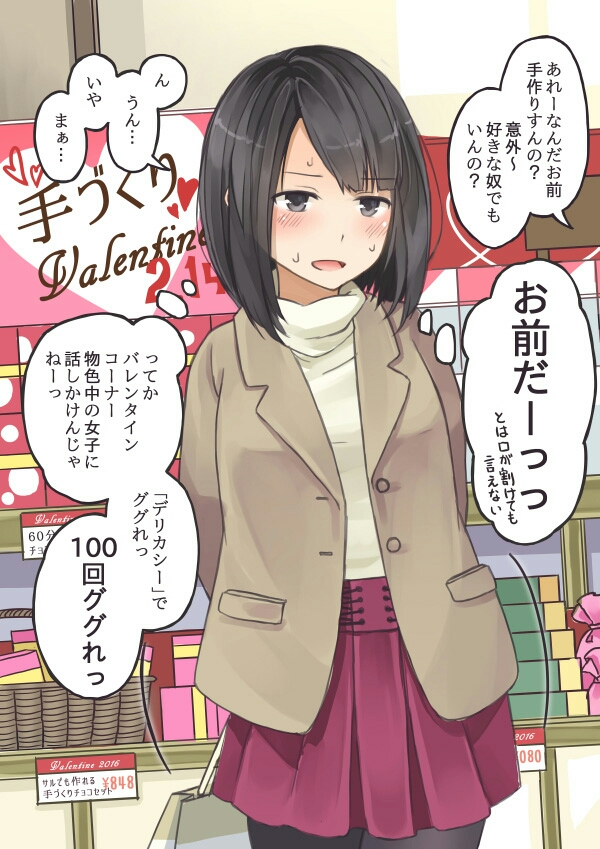 あれーなんだお前
手作りすんの?
意外~
好きな奴でも
いんの?
ん
うん…
いや
まぁ…
お前だーっっ
とは口が割けても
言えない
ってか
バレンタイン
コーナー
物色中の女子に
話しかけんじゃ
ねーっ
「デリカシー」で
ググれっ
100
回ググれっ
手づくり
Valentine
2.14
Valentine
60分
チョコ
Valentine 2016
サルでも作れる
手づくりチョコセット
¥848
2016
080